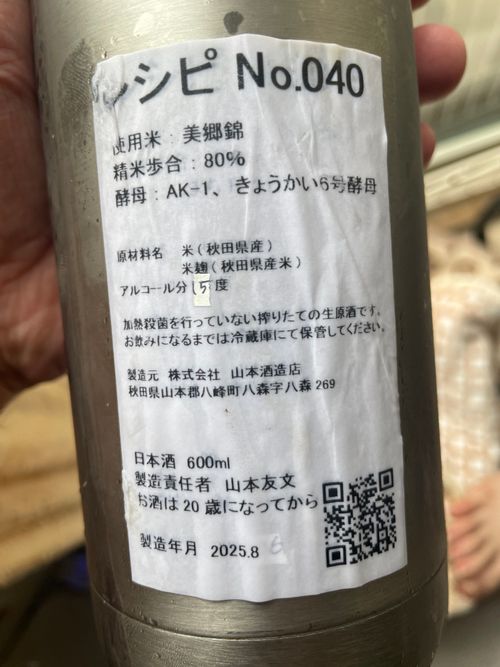 レシピ No.040
使用米：美郷錦
精米歩合：80%
酵母：AK-1、きょうかい6号酵母
原材料名 米（秋田県産）
米麹（秋田県産米）
アルコール分 15 度
加熱殺菌を行っていない搾りたての生原酒です。
お飲みになるまでは冷蔵庫にて保管してください。
製造元 株式会社 山本酒造店
秋田県山本郡八峰町八森字八森 269
日本酒 600ml
製造責任者 山本友文
お酒は 20 歳になってから
製造年月 2025.8